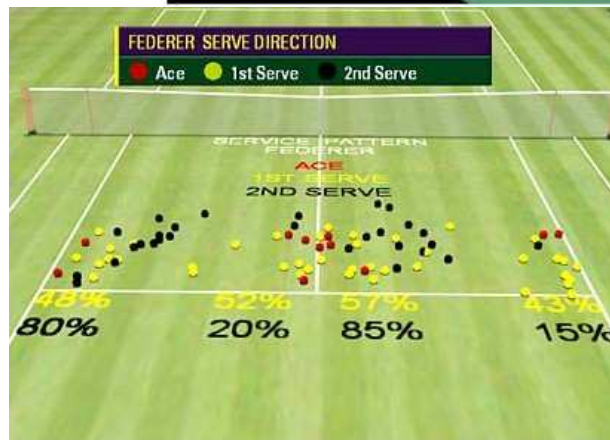 FEDERER SERVE DIRECTION
Ace 1st Serve 2nd Serve
SERVICE PATTERN
FEDERER
ACE
1ST SERVE
2ND SERVE
48% 52% 57% 43%
80% 20% 85% 15%